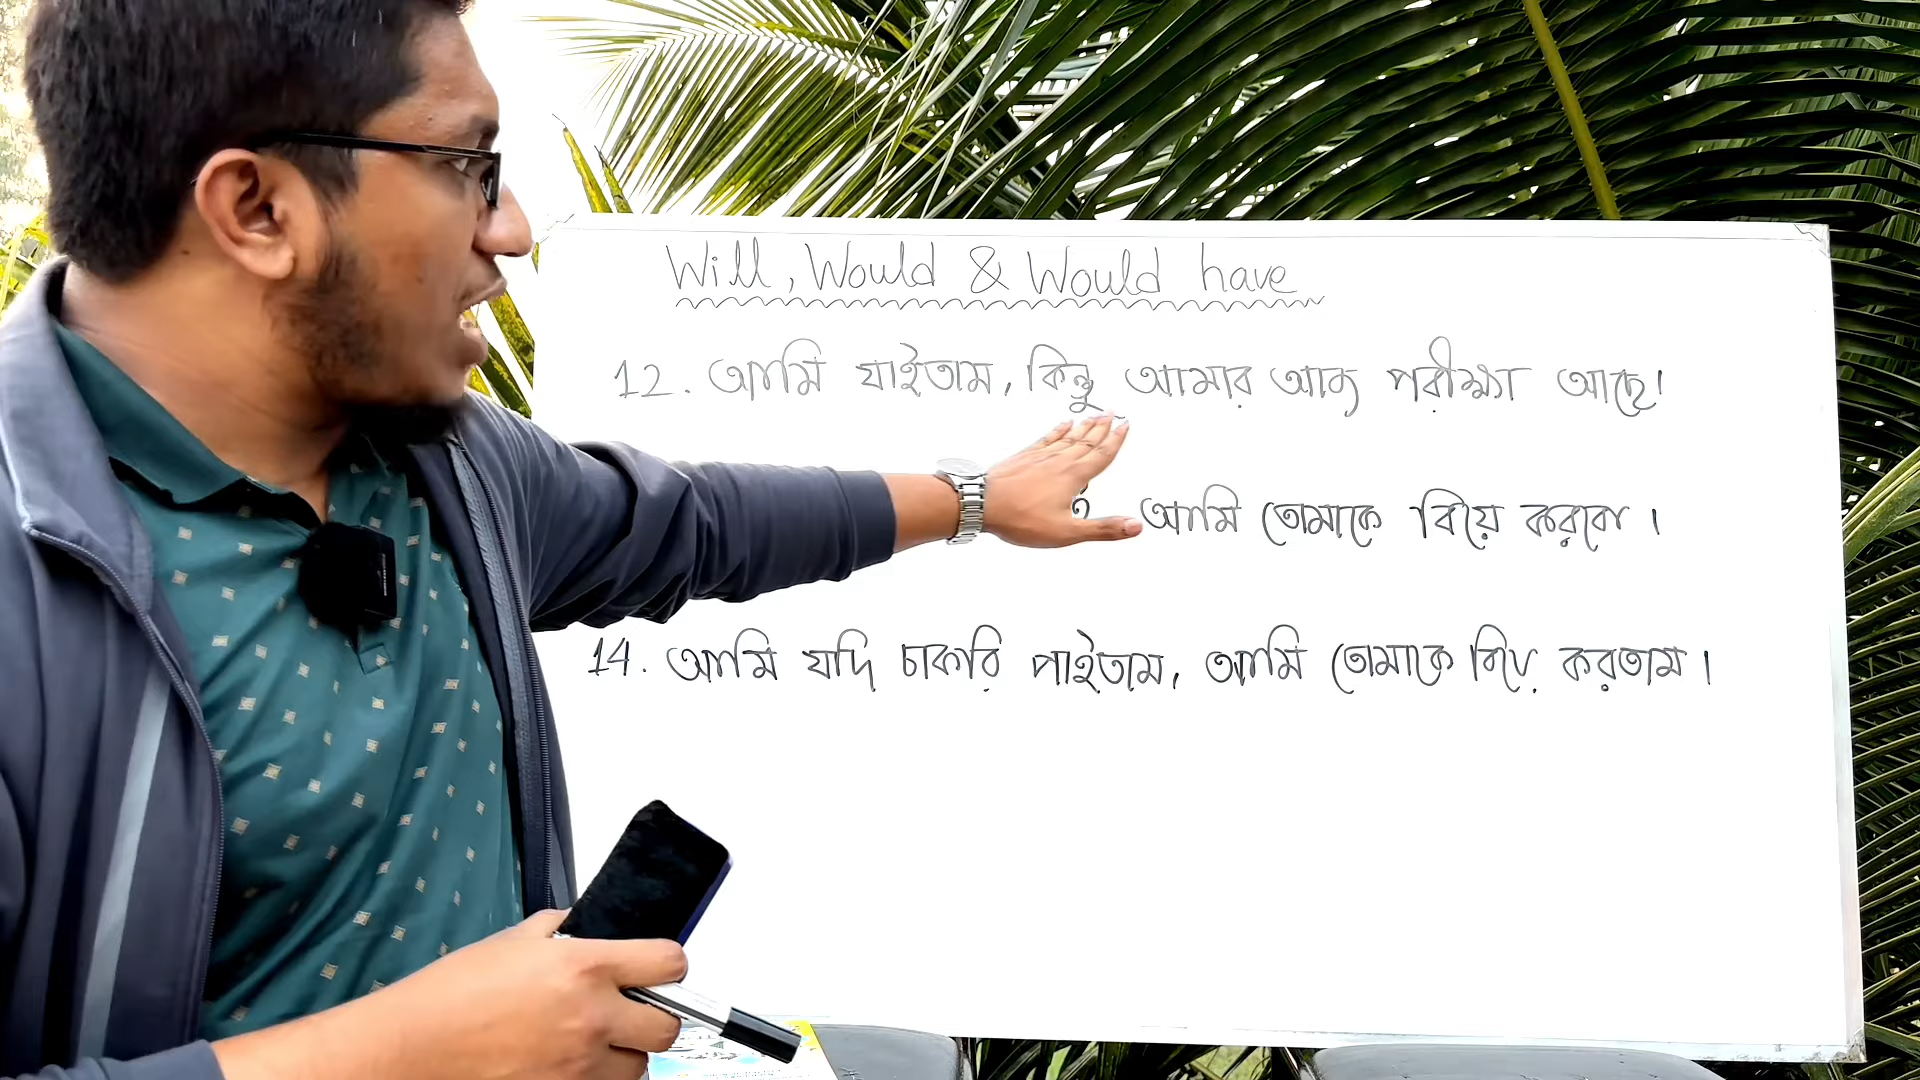 Will, Would & Would have
12. আমি যাইতাম, কিন্তু আমার আজ পরীক্ষা আছে।
আমি তোমাকে বিয়ে করবো।
14. আমি যদি চাকরি পাইতাম, আমি তোমাকে বিয়ে করতাম।